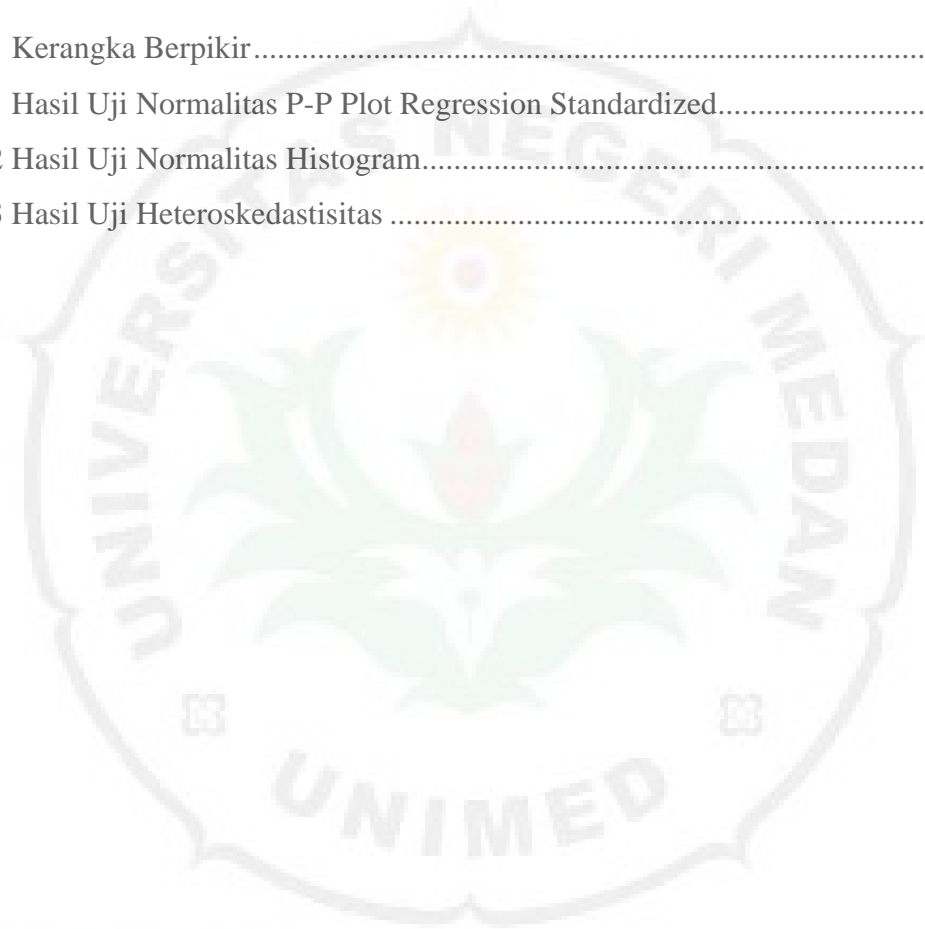 Kerangka Berpikir....................................................................................
Hasil Uji Normalitas P-P Plot Regression Standardized..........................
2 Hasil Uji Normalitas Histogram...............................................................
Hasil Uji Heteroskedastisitas ...................................................................
UNIVERSITAS NEGERI MEDAN
UNIMED